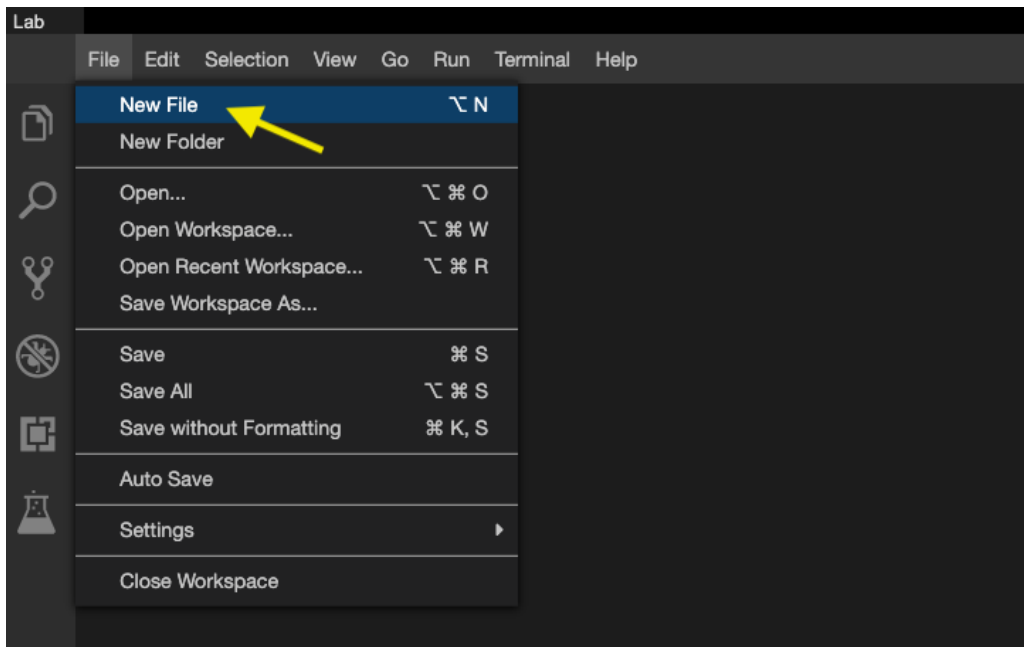 Lab
File Edit Selection View Go Run Terminal Help
New File ⌥ N
New Folder
Open... ⌥ ⌘ O
Open Workspace... ⌥ ⌘ W
Open Recent Workspace... ⌥ ⌘ R
Save Workspace As...
Save ⌘ S
Save All ⌥ ⌘ S
Save without Formatting ⌘ K, S
Auto Save
Settings
Close Workspace